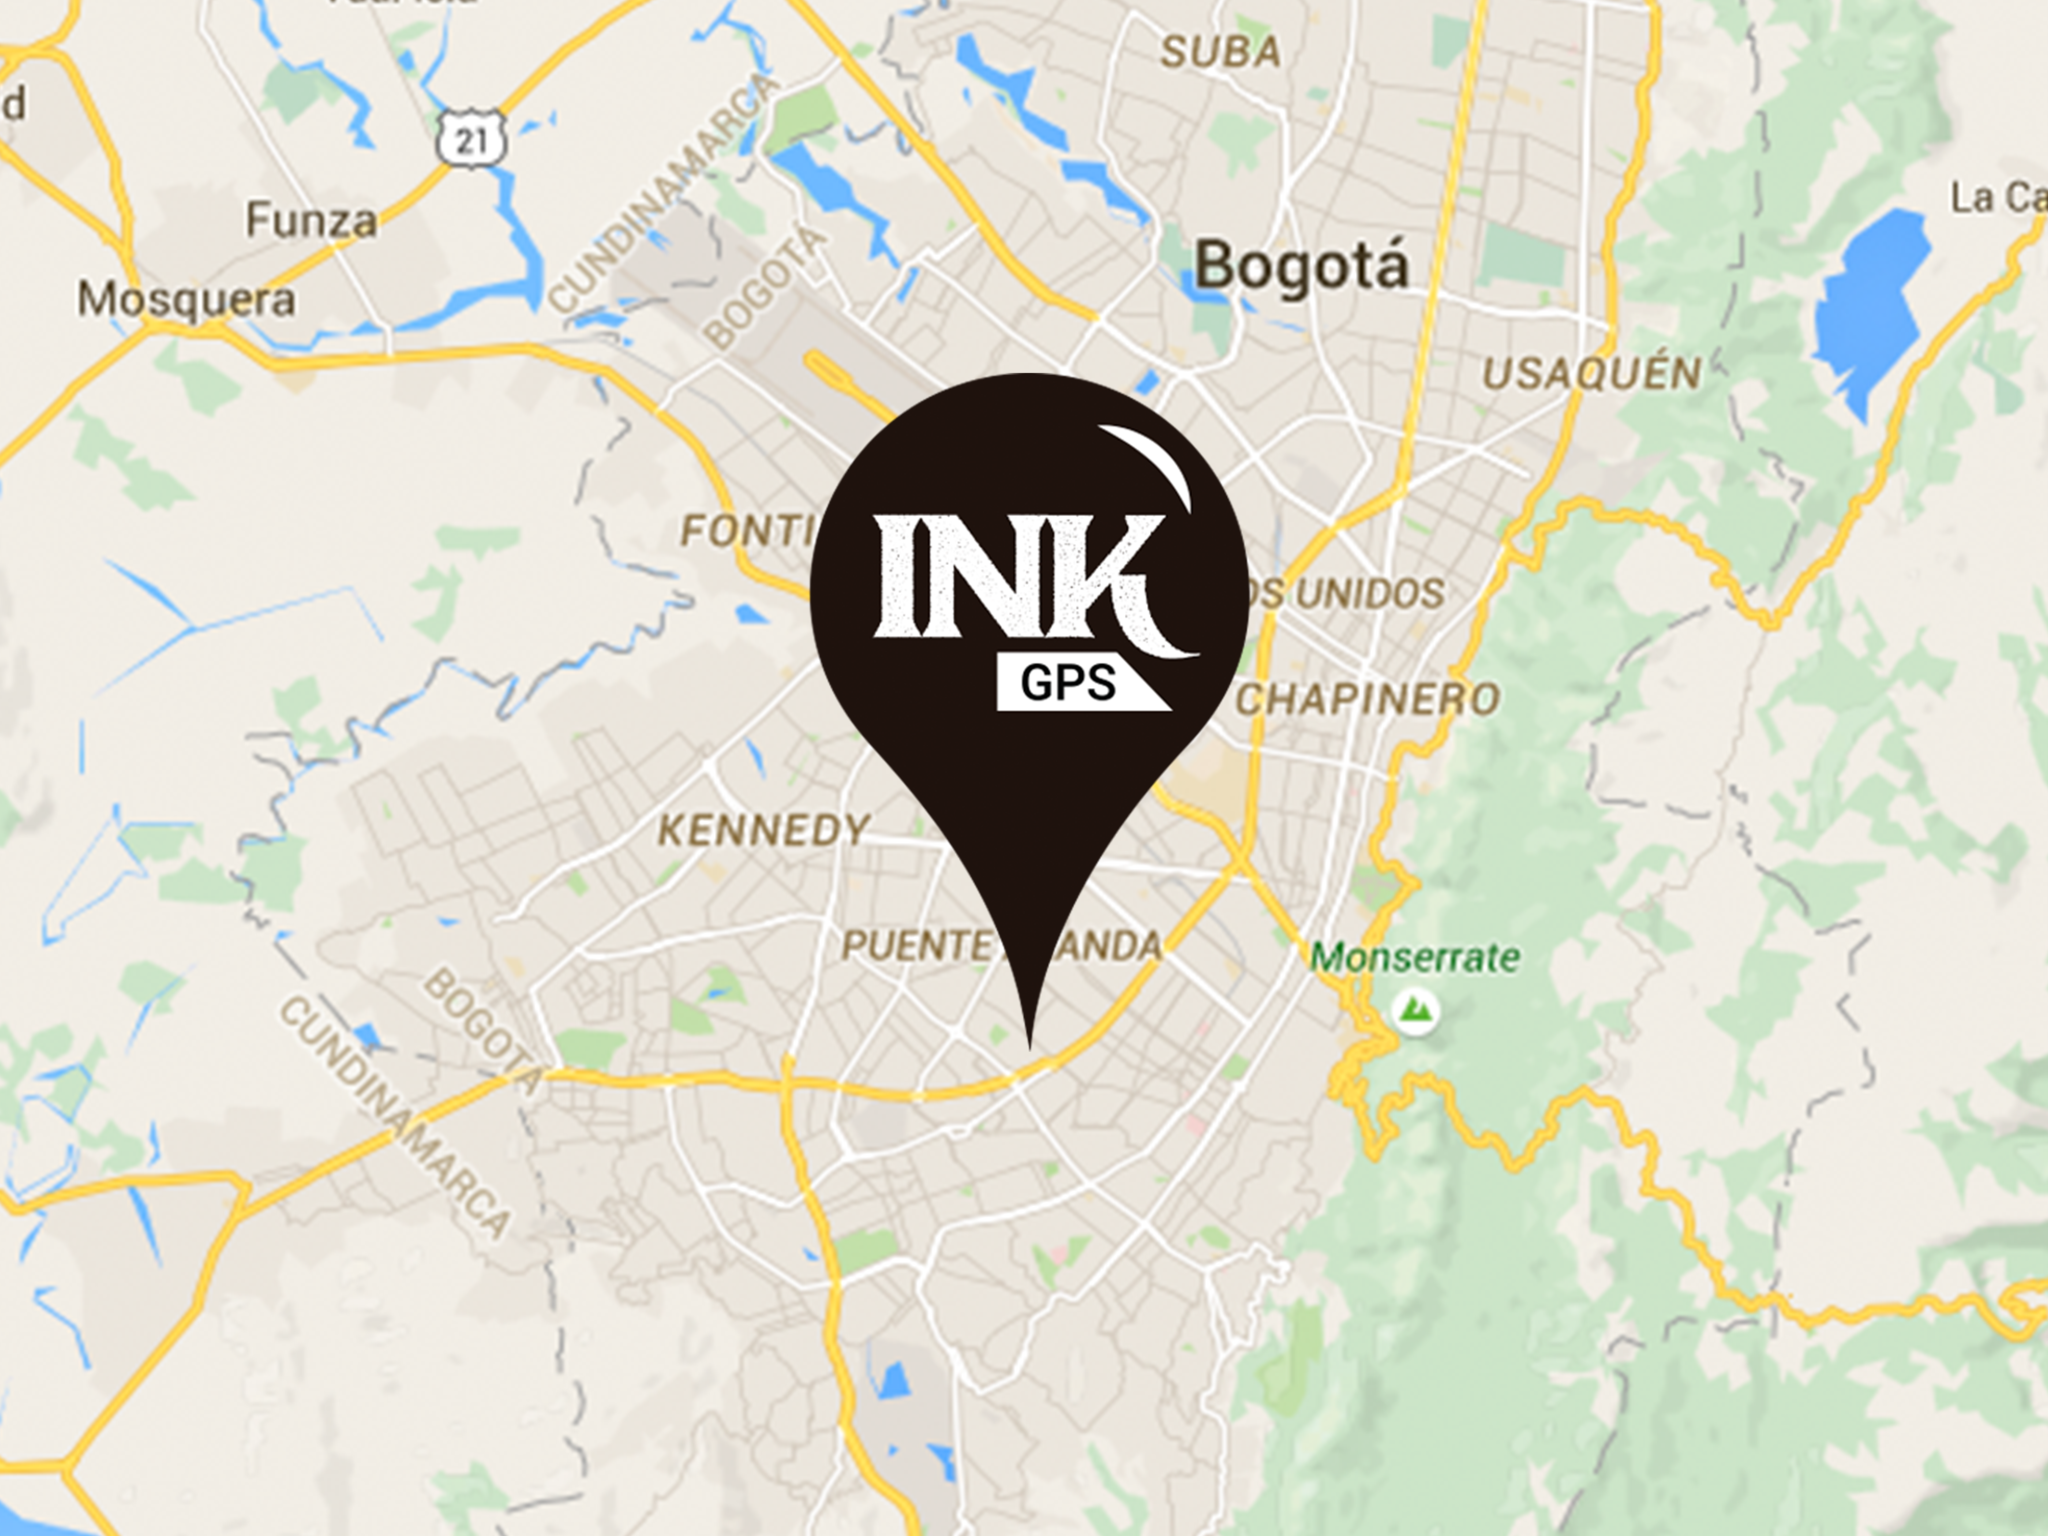 SUBA
d
21
CUNDINAMARCA
Funza
La Ca
BOGOTÁ
Bogotá
Mosquera
USAQUÉN
FONTI
INK
GPS
OS UNIDOS
CHAPINERO
KENNEDY
PUENTE ANDA
Monserrate
BOGOTA
CUNDINAMARCA